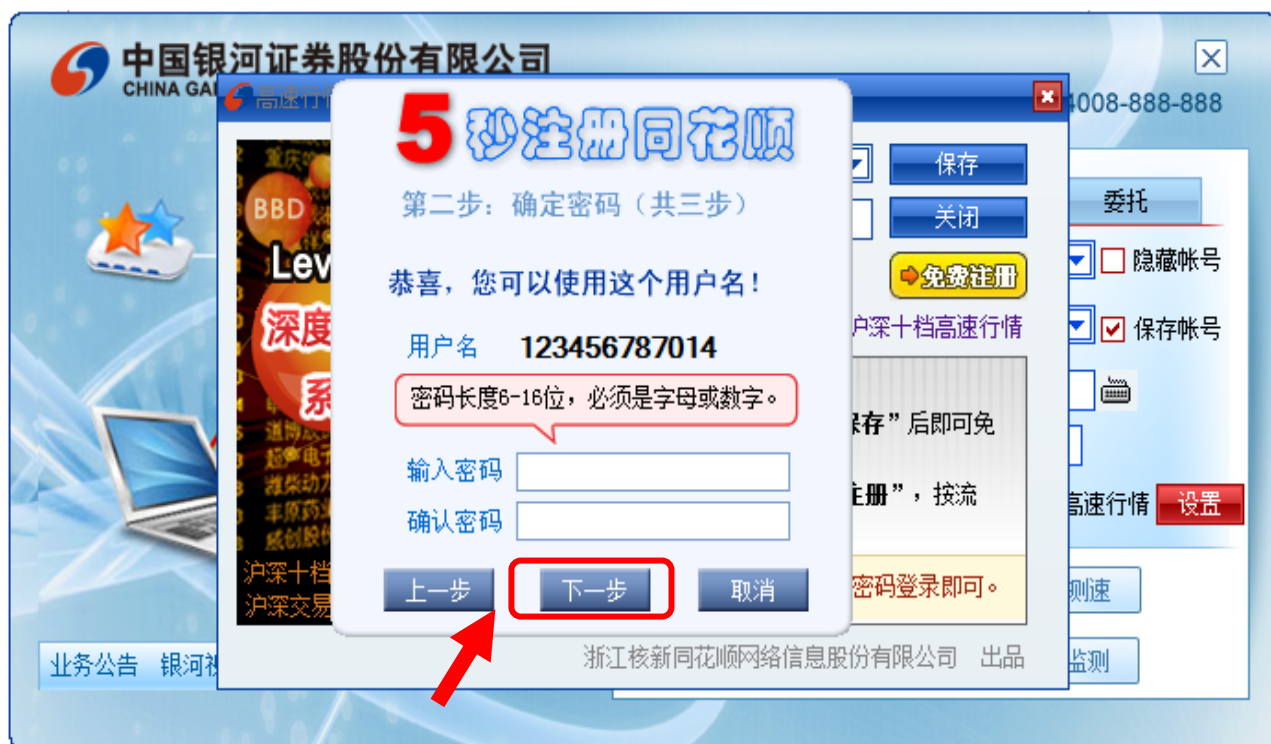 中国银河证券股份有限公司
CHINA GAL
4008-888-888
高速行情
5秒注册同花顺
第二步：确定密码（共三步）
恭喜，您可以使用这个用户名！
用户名 123456787014
密码长度6-16位，必须是字母或数字。
输入密码
确认密码
上一步
下一步
取消
重庆
BBD
Lev
深度
系
沪深十档
沪深交易
保存
关闭
免费注册
沪深十档高速行情
保存”后即可免
注册”，按流
密码登录即可。
浙江核新同花顺网络信息股份有限公司 出品
委托
隐藏帐号
保存帐号
高速行情 设置
测速
监测
业务公告 银河视